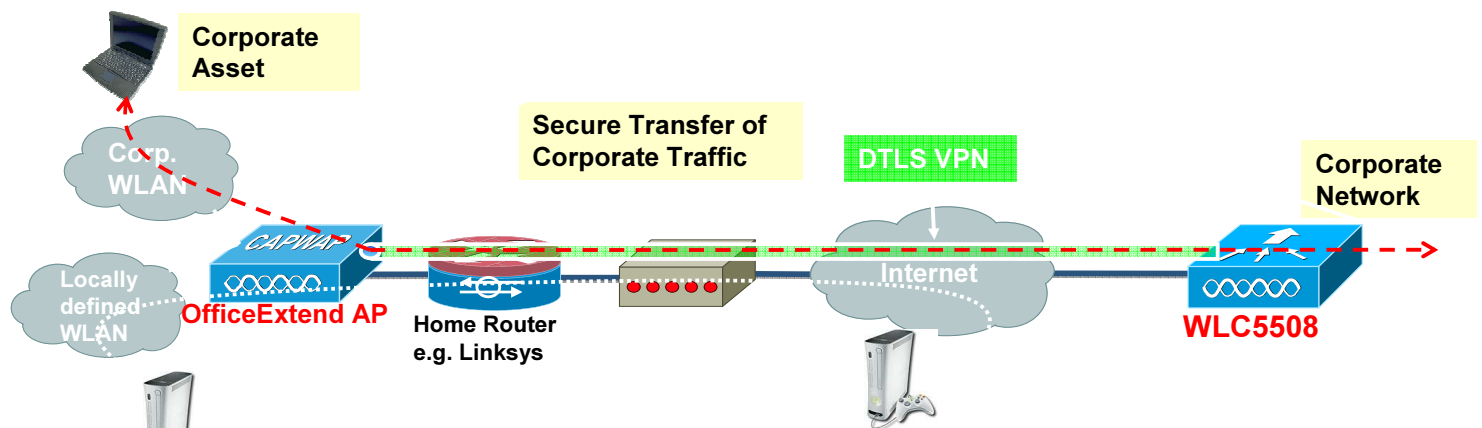 Corporate
Asset
Corp.
WLAN
Secure Transfer of
Corporate Traffic
DTLS VPN
Corporate
Network
CAPWAP
Locally
defined
WLAN
OfficeExtend AP
Home Router
e.g. Linksys
Internet
WLC5508